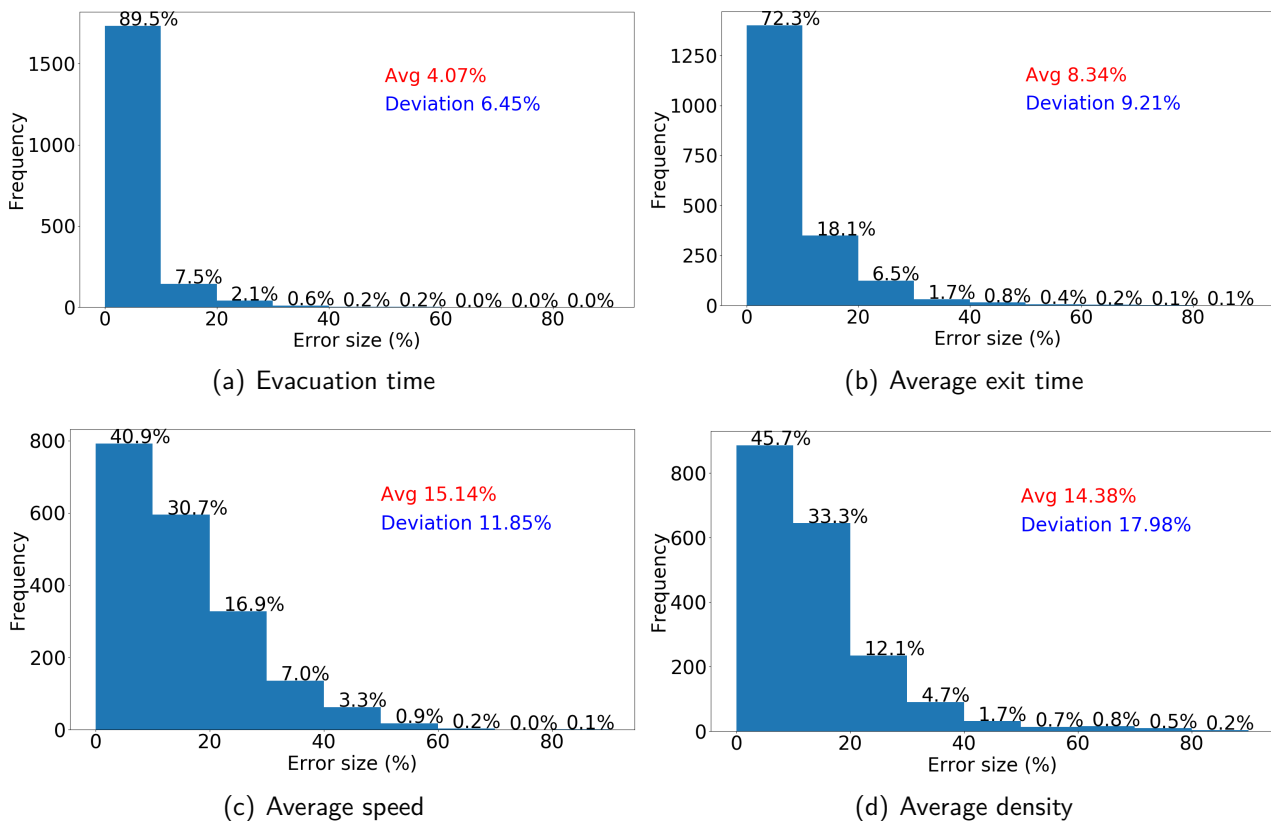 89.5%
1500
Avg 4.07%
Deviation 6.45%
1000
Frequency
500
7.5%
2.1%
0.6% 0.2% 0.2% 0.0% 0.0% 0.0%
0
0 20 40 60 80
Error size (%)
(a) Evacuation time
72.3%
1250
Avg 8.34%
Deviation 9.21%
1000
750
Frequency
500
18.1%
250
6.5%
1.7% 0.8% 0.4% 0.2% 0.1% 0.1%
0
0 20 40 60 80
Error size (%)
(b) Average exit time
40.9%
800
Avg 15.14%
Deviation 11.85%
30.7%
600
Frequency
400
16.9%
200
7.0%
3.3%
0.9% 0.2% 0.0% 0.1%
0
0 20 40 60 80
Error size (%)
(c) Average speed
45.7%
800
Avg 14.38%
Deviation 17.98%
33.3%
600
Frequency
400
12.1%
200
4.7%
1.7% 0.7% 0.8% 0.5% 0.2%
0
0 20 40 60 80
Error size (%)
(d) Average density